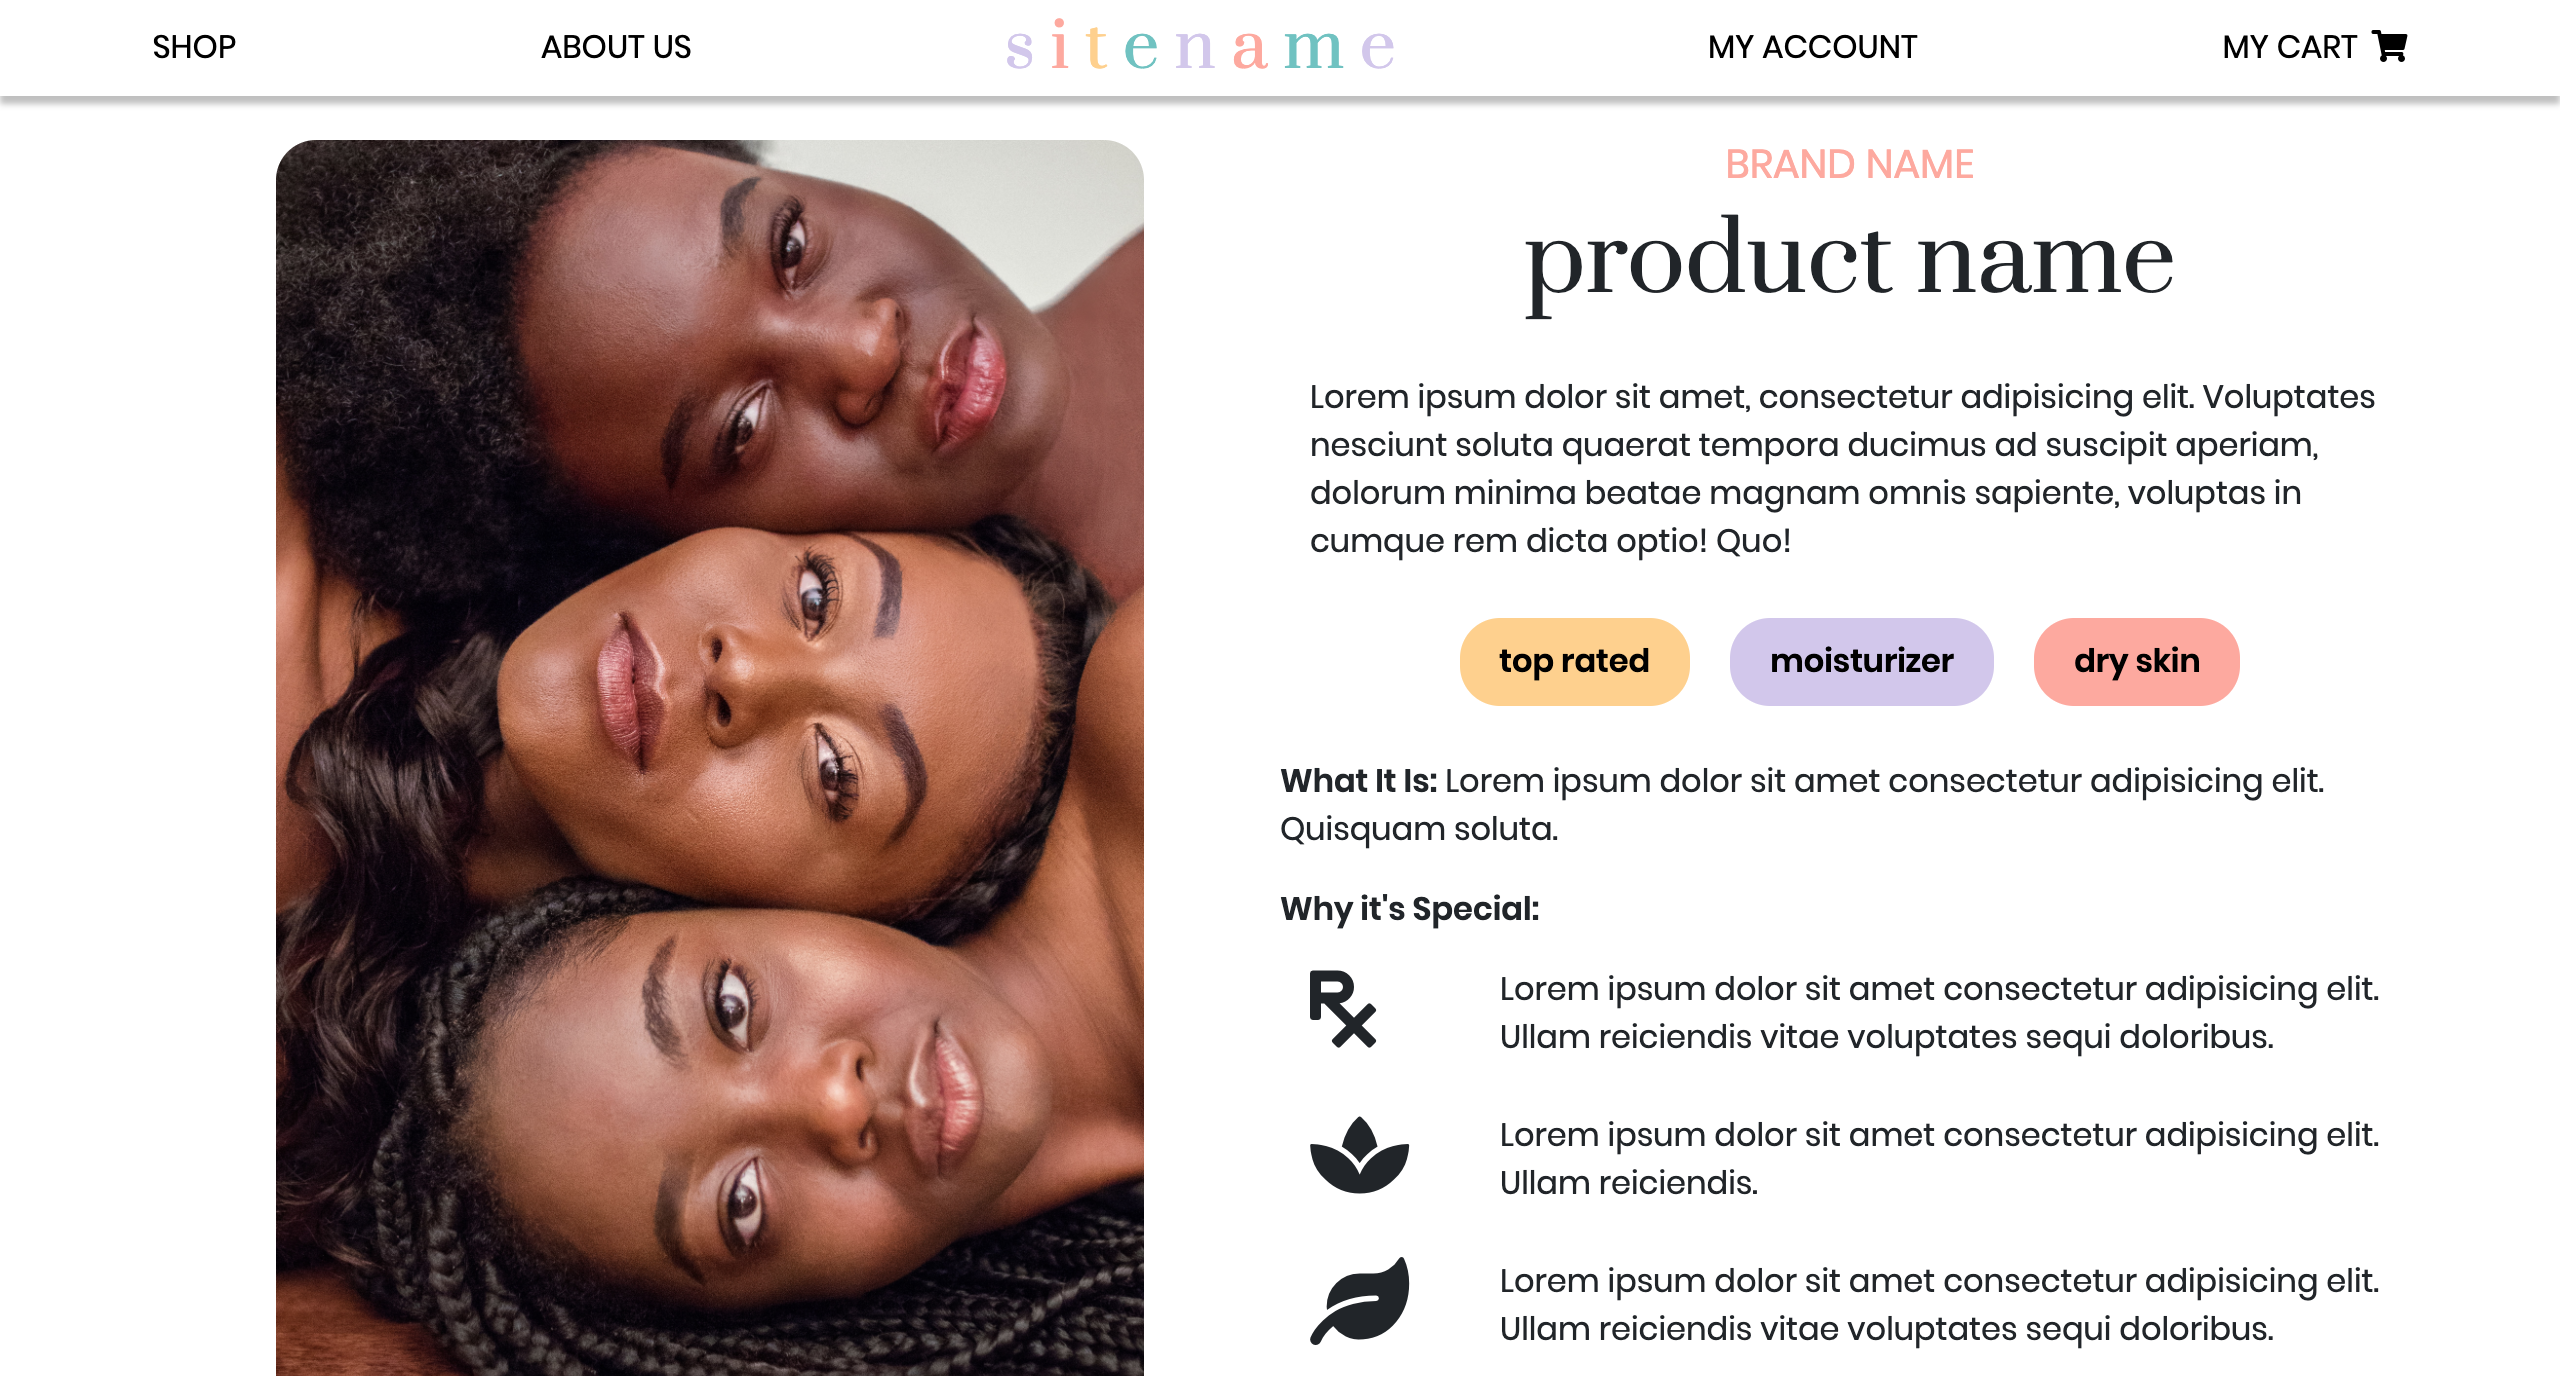 SHOP ABOUT US sitename MY ACCOUNT MY CART
BRAND NAME
product name
Lorem ipsum dolor sit amet, consectetur adipisicing elit. Voluptates
nesciunt soluta quaerat tempora ducimus ad suscipit aperiam,
dolorum minima beatae magnam omnis sapiente, voluptas in
cumque rem dicta optio! Quo!
top rated moisturizer dry skin
What It Is: Lorem ipsum dolor sit amet consectetur adipisicing elit.
Quisquam soluta.
Why it's Special:
Lorem ipsum dolor sit amet consectetur adipisicing elit.
Ullam reiciendis vitae voluptates sequi doloribus.
Lorem ipsum dolor sit amet consectetur adipisicing elit.
Ullam reiciendis.
Lorem ipsum dolor sit amet consectetur adipisicing elit.
Ullam reiciendis vitae voluptates sequi doloribus.